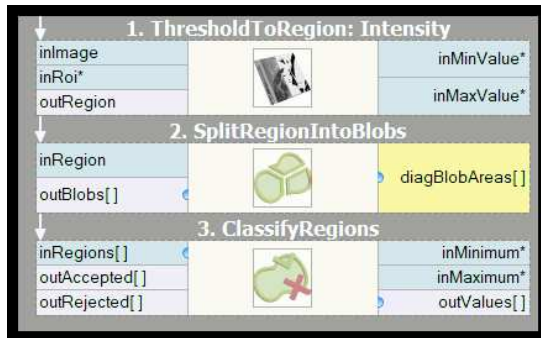 1. ThresholdToRegion: Intensity
inImage
inRoi*
outRegion
inMinValue*
inMaxValue*
2. SplitRegionIntoBlobs
inRegion
outBlobs[]
diagBlobAreas[]
3. ClassifyRegions
inRegions[]
outAccepted[]
outRejected[]
inMinimum*
inMaximum*
outValues[]